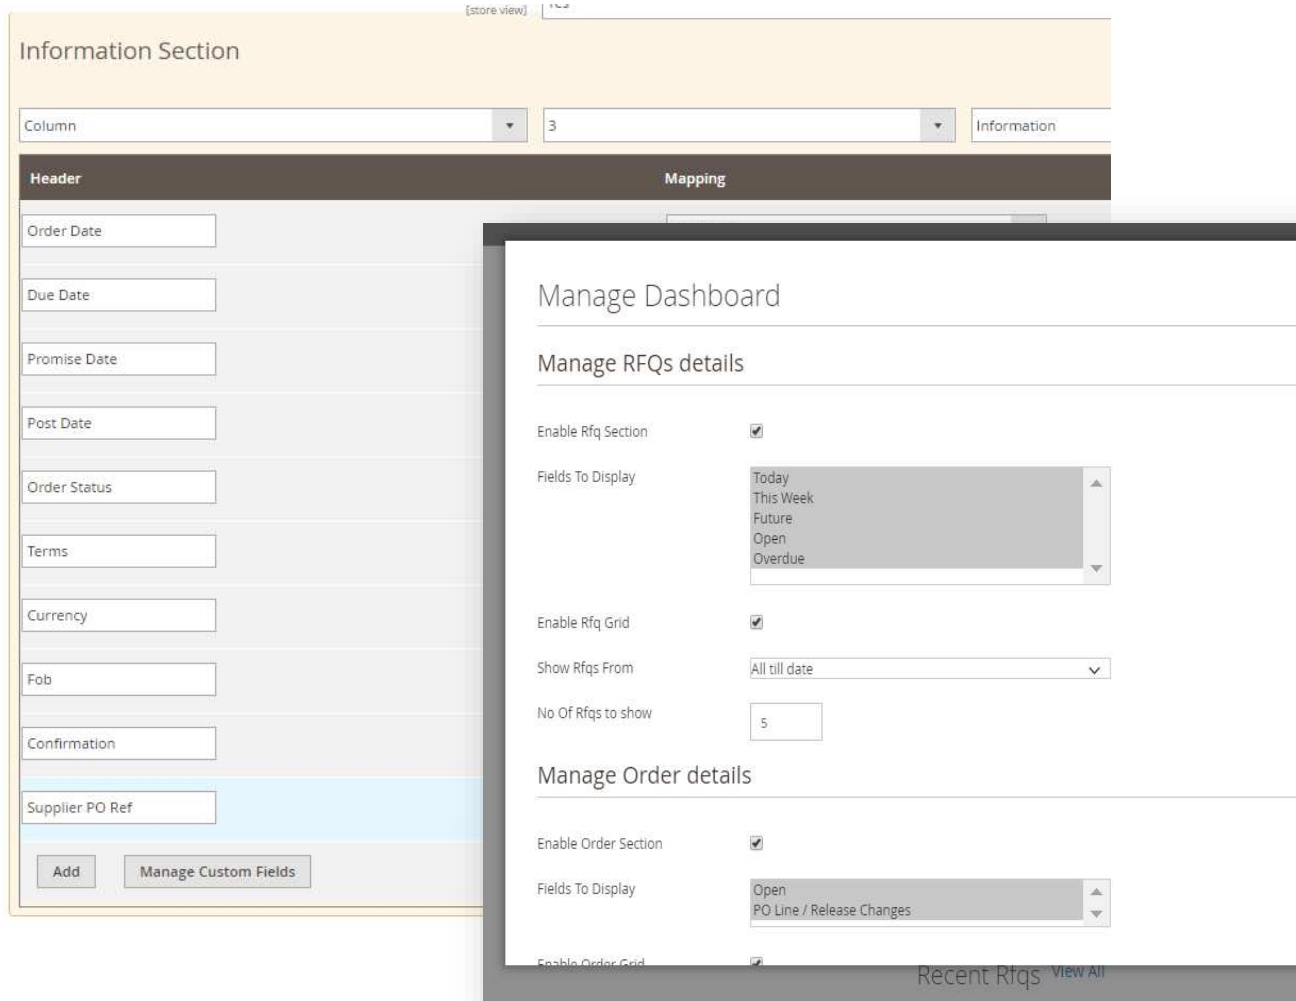 [store view]
Information Section
Column
3
Information
Header
Mapping
Order Date
Due Date
Promise Date
Post Date
Order Status
Terms
Currency
Fob
Confirmation
Supplier PO Ref
Add
Manage Custom Fields
Manage Dashboard
Manage RFQs details
Enable Rfq Section
Fields To Display
Today
This Week
Future
Open
Overdue
Enable Rfq Grid
Show Rfqs From
All till date
No Of Rfqs to show
5
Manage Order details
Enable Order Section
Fields To Display
Open
PO Line / Release Changes
Enable Order Grid
Recent Rfqs
View All